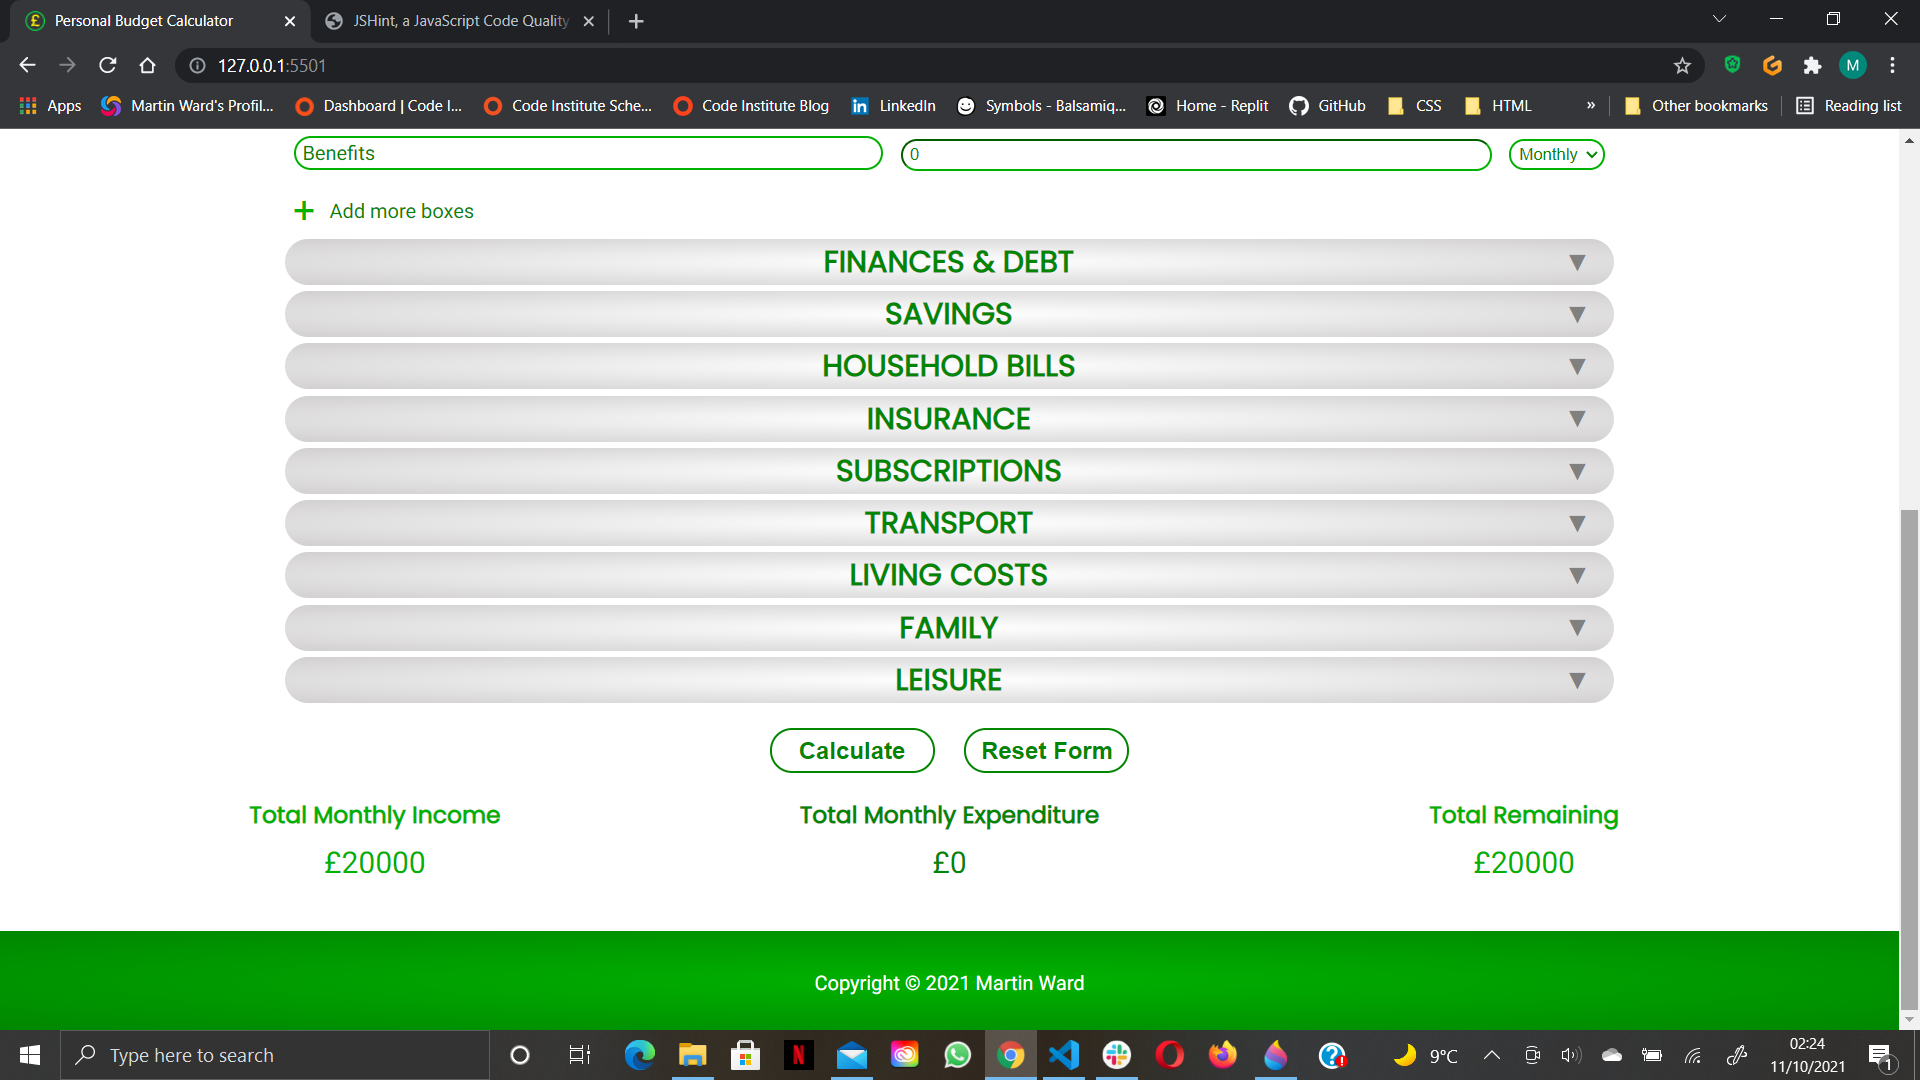 Personal Budget Calculator
JSHint, a JavaScript Code Quality
127.0.0.1:5501
M
Apps
Martin Ward's Profil...
Dashboard | Code I...
Code Institute Sche...
Code Institute Blog
LinkedIn
Symbols - Balsamiq...
Home - Replit
GitHub
CSS
HTML
»
Other bookmarks
Reading list
Benefits
0
Monthly
+ Add more boxes
FINANCES & DEBT ▼
SAVINGS ▼
HOUSEHOLD BILLS ▼
INSURANCE ▼
SUBSCRIPTIONS ▼
TRANSPORT ▼
LIVING COSTS ▼
FAMILY ▼
LEISURE ▼
Calculate
Reset Form
Total Monthly Income
Total Monthly Expenditure
Total Remaining
£20000
£0
£20000
Copyright © 2021 Martin Ward
Type here to search
9°C
02:24
11/10/2021
1